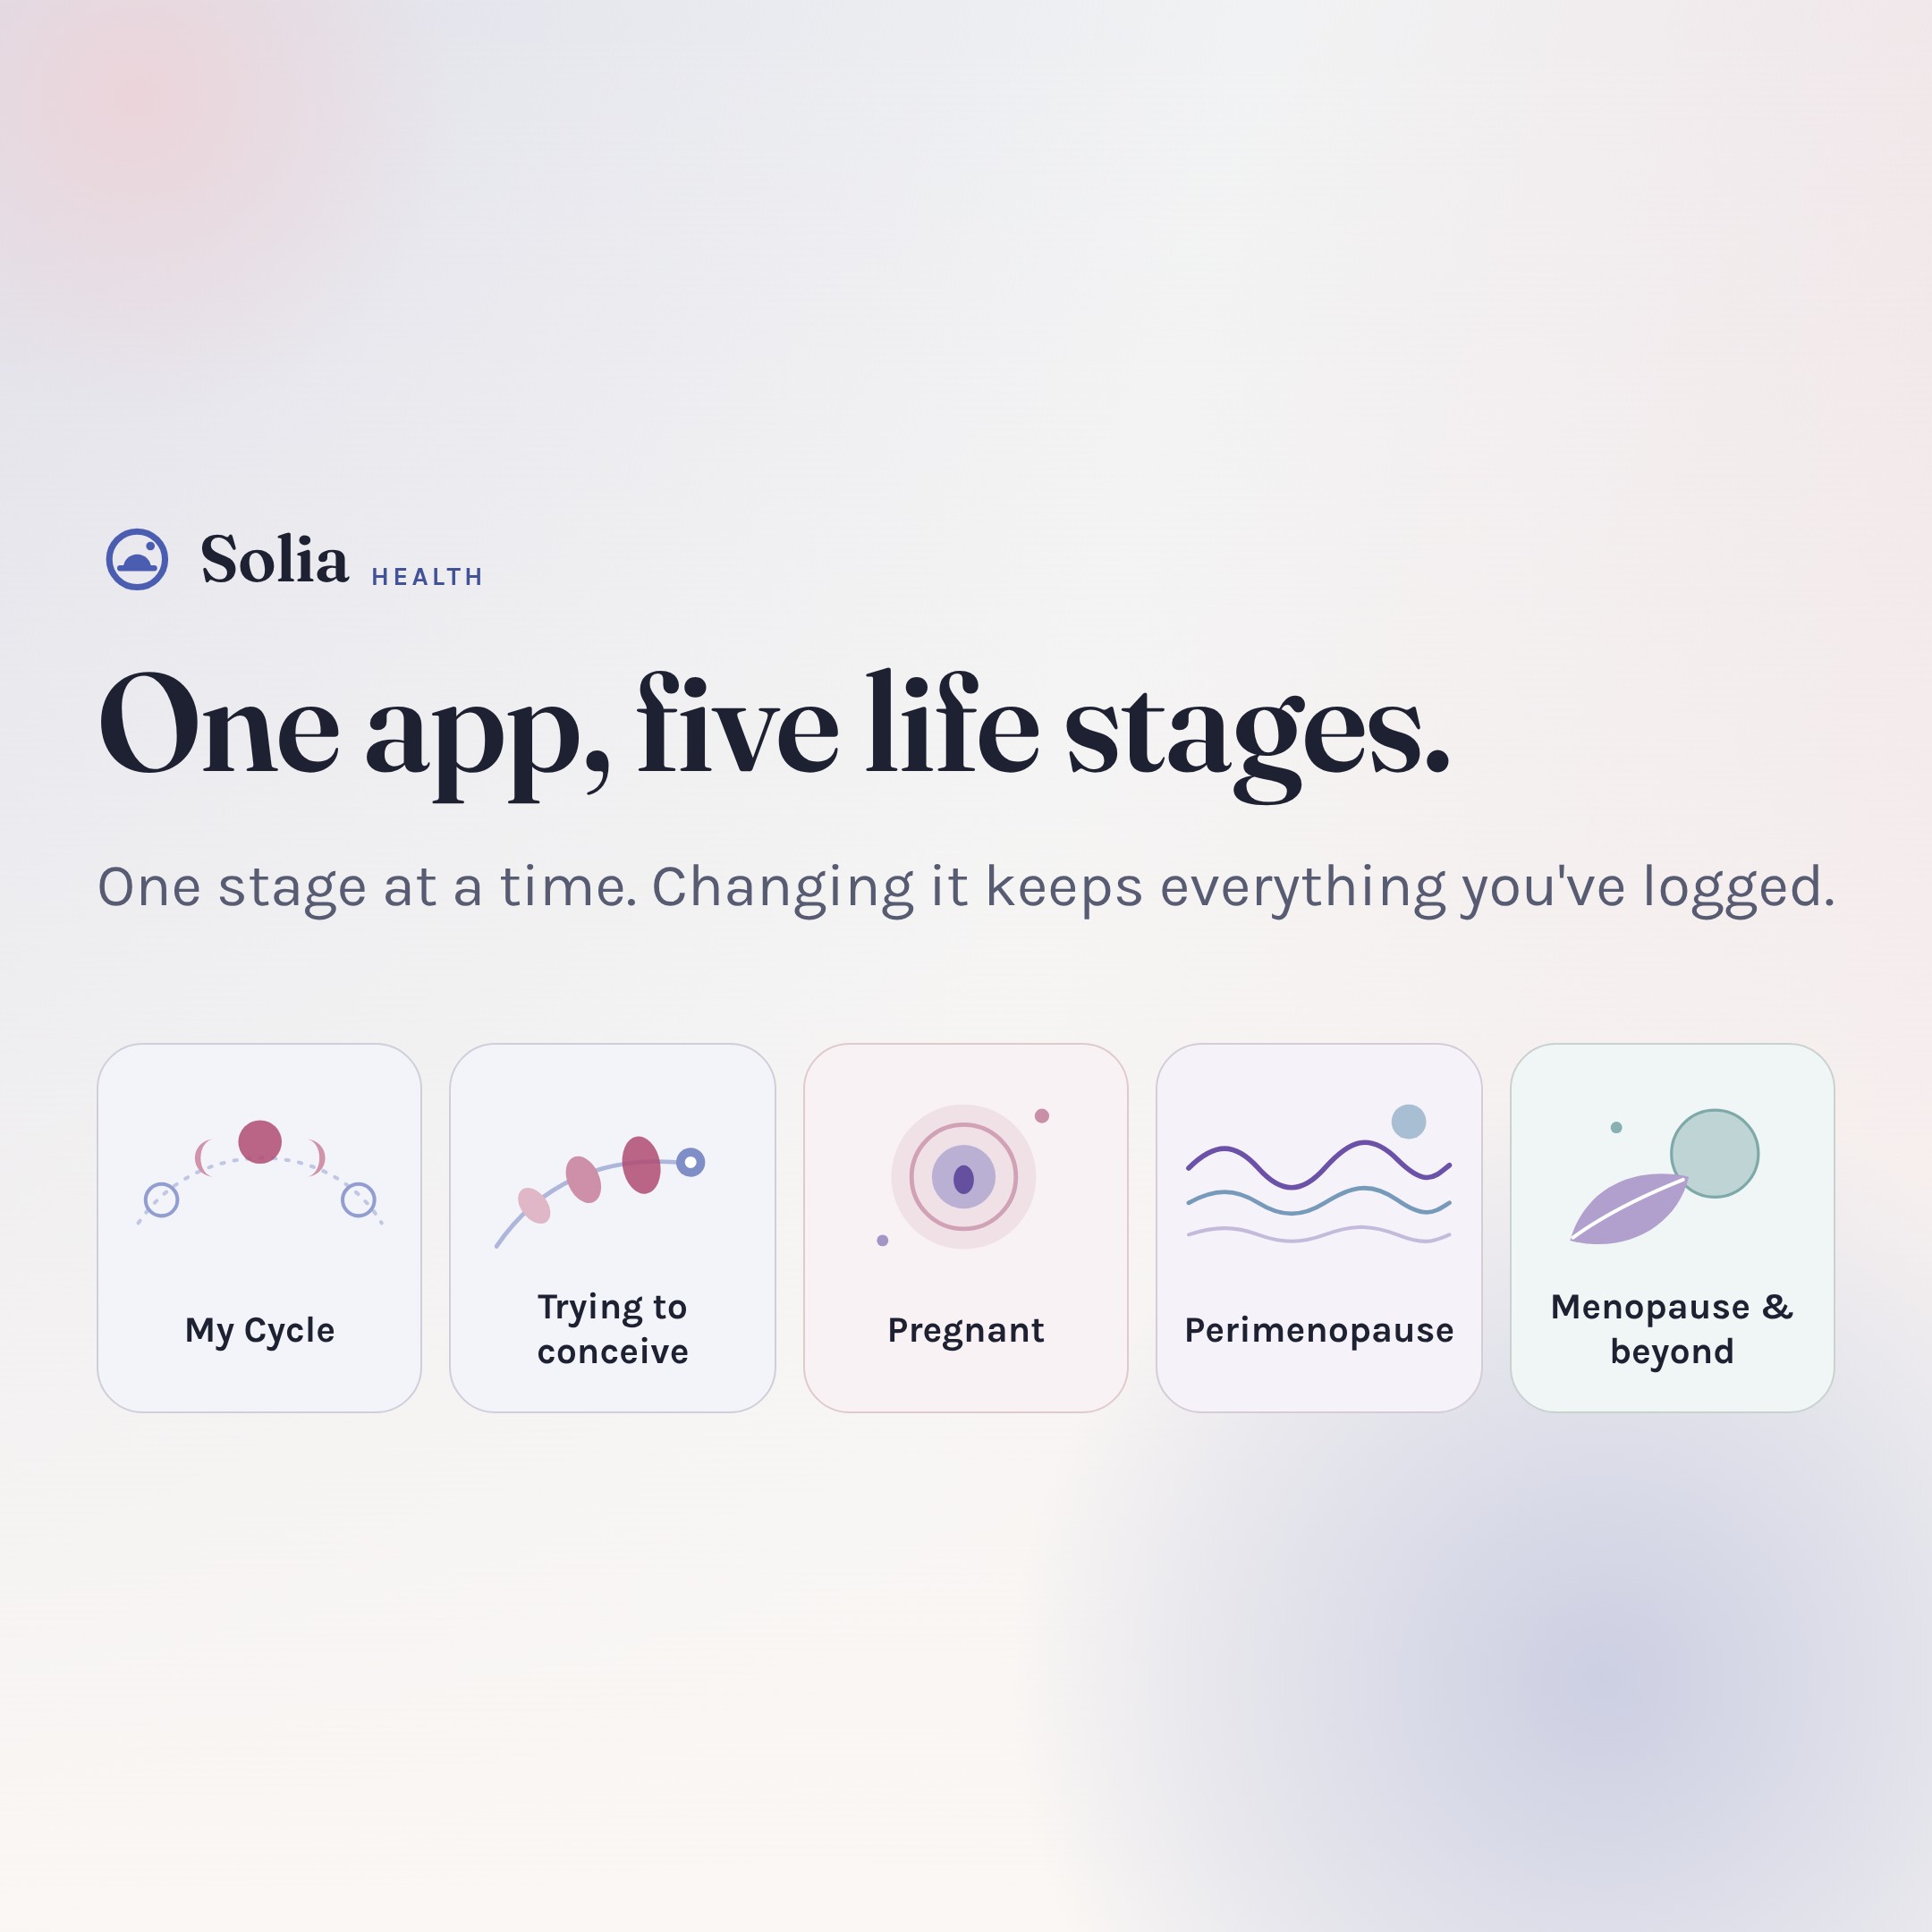 Solia HEALTH
One app, five life stages.
One stage at a time. Changing it keeps everything you've logged.
My Cycle
Trying to
conceive
Pregnant
Perimenopause
Menopause &
beyond